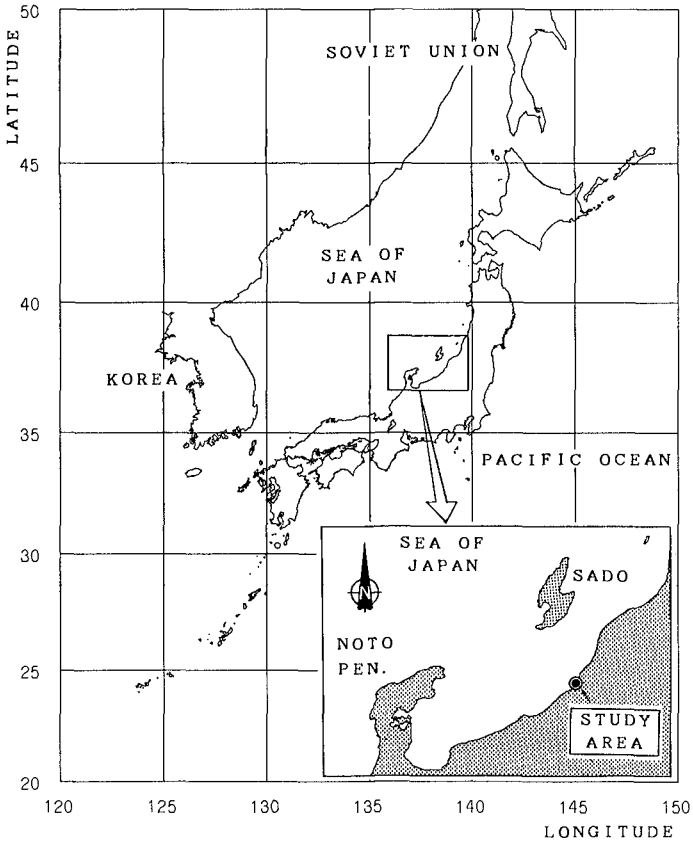 LATITUDE
50
45
40
35
30
25
20
SOVIET UNION
SEA OF
JAPAN
KOREA
PACIFIC OCEAN
SEA OF
JAPAN
N
SADO
NOTO
PEN.
STUDY
AREA
120
125
130
135
140
145
150
LONGITUDE